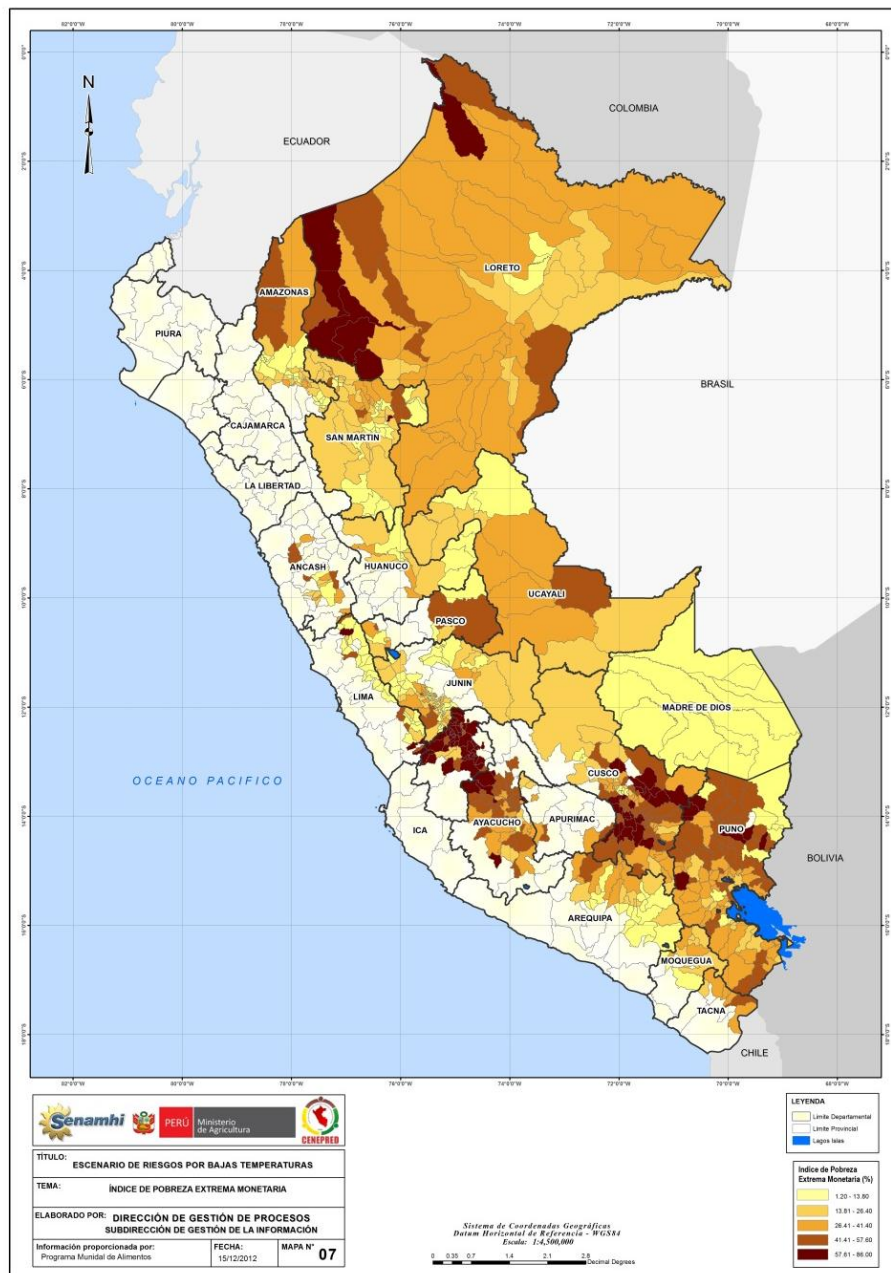 N
COLOMBIA
ECUADOR
LORETO
AMAZONAS
PIURA
BRASIL
CAJAMARCA
SAN MARTIN
LA LIBERTAD
ANCASH
HUANUCO
UCAYALI
PASCO
JUNIN
LIMA
MADRE DE DIOS
OCEANO PACIFICO
CUSCO
ICA
AYACUCHO
APURIMAC
PUNO
BOLIVIA
AREQUIPA
MOQUEGUA
TACNA
CHILE
Senamhi
PERÚ
Ministerio
de Agricultura
CENEPRED
TÍTULO:
ESCENARIO DE RIESGOS POR BAJAS TEMPERATURAS
TEMA: ÍNDICE DE POBREZA EXTREMA MONETARIA
ELABORADO POR: DIRECCIÓN DE GESTIÓN DE PROCESOS
SUBDIRECCIÓN DE GESTIÓN DE LA INFORMACIÓN
Información proporcionada por:
Programa Munidal de Alimentos
FECHA:
15/12/2012
MAPA N° 07
Sistema de Coordenadas Geográficas
Datum Horizontal de Referencia - WGS84
Escala: 1:4,500,000
0 0.35 0.7 1.4 2.1 2.8
Decimal Degrees
LEYENDA
Limite Departamental
Limite Provincial
Lagos Islas
Indice de Pobreza
Extrema Monetaria (%)
1.20 - 13.80
13.81 - 26.40
26.41 - 41.40
41.41 - 57.60
57.61 - 86.00